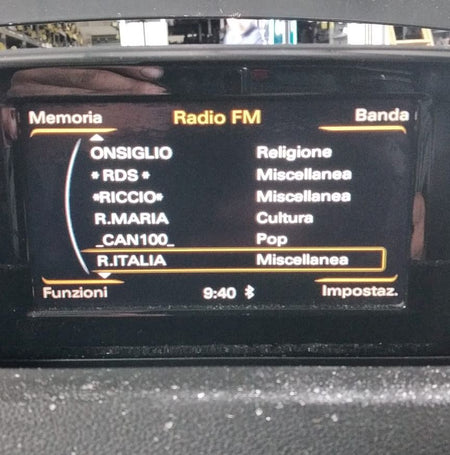 Memoria Radio FM Banda
ONSIGLIO Religione
* RDS * Miscellanea
*RICCIO* Miscellanea
R.MARIA Cultura
_CAN100_ Pop
R.ITALIA Miscellanea
Funzioni 9:40 Impostaz.